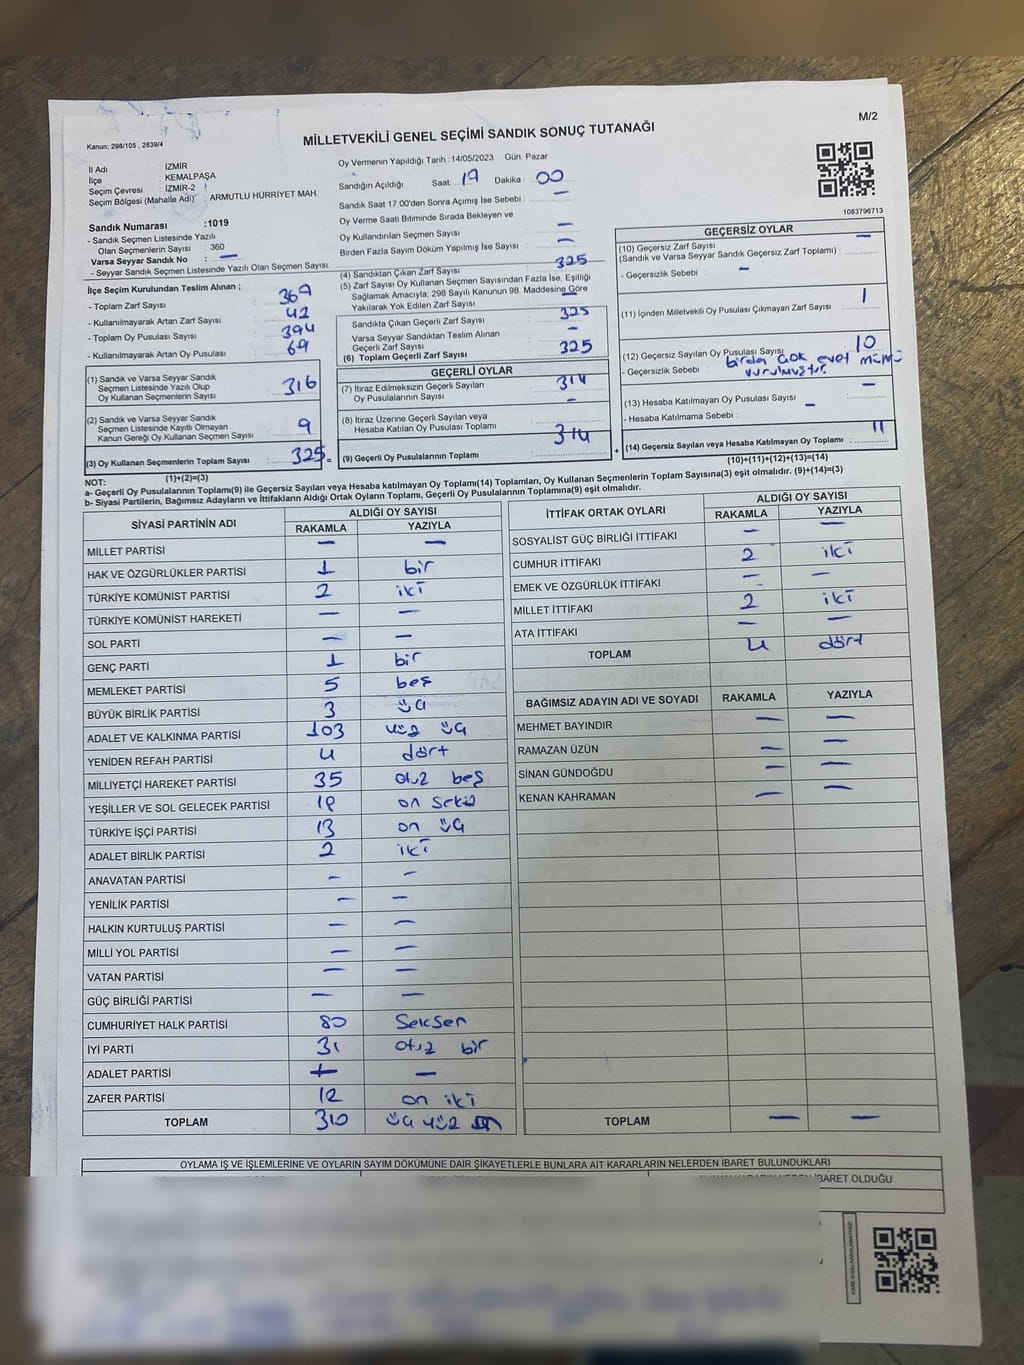 M/2
Kanun; 298/105 , 2839/4
MİLLETVEKİLİ GENEL SEÇİMİ SANDIK SONUÇ TUTANAĞI
İl Adı : İZMİR
İlçe : KEMALPAŞA
Seçim Çevresi : İZMİR-2
Seçim Bölgesi (Mahalle Adı) : ARMUTLU HÜRRİYET MAH.
Sandık Numarası :1019
- Sandık Seçmen Listesinde Yazılı
Olan Seçmenlerin Sayısı : 360
Varsa Seyyar Sandık No : —
- Seyyar Sandık Seçmen Listesinde Yazılı Olan Seçmen Sayısı
Oy Vermenin Yapıldığı Tarih : 14/05/2023 Gün: Pazar
Sandığın Açıldığı Saat: 19 Dakika : 00
Sandık Saat 17 00'den Sonra Açılmış İse Sebebi : —
Oy Verme Saati Bitiminde Sırada Bekleyen ve
Oy Kullandırılan Seçmen Sayısı : —
Birden Fazla Sayım Döküm Yapılmış İse Sayısı : —
1083796713
İlçe Seçim Kurulundan Teslim Alınan ;
- Toplam Zarf Sayısı : 367
- Kullanılmayarak Artan Zarf Sayısı : 42
- Toplam Oy Pusulası Sayısı : 394
- Kullanılmayarak Artan Oy Pusulası : 69
(1) Sandık ve Varsa Seyyar Sandık
Seçmen Listesinde Yazılı Olup
Oy Kullanan Seçmenlerin Sayısı : 316
(2) Sandık ve Varsa Seyyar Sandık
Seçmen Listesinde Kayıtlı Olmayan
Kanun Gereği Oy Kullanan Seçmen Sayısı : 9
(3) Oy Kullanan Seçmenlerin Toplam Sayısı : 325 =
(1)+(2)=(3)
(4) Sandıktan Çıkan Zarf Sayısı : 325
(5) Zarf Sayısı Oy Kullanan Seçmen Sayısından Fazla İse, Eşitliği
Sağlamak Amacıyla, 298 Sayılı Kanunun 98. Maddesine Göre
Yakılarak Yok Edilen Zarf Sayısı : —
Sandıkta Çıkan Geçerli Zarf Sayısı : 325
Varsa Seyyar Sandıktan Teslim Alınan
Geçerli Zarf Sayısı : —
(6) Toplam Geçerli Zarf Sayısı : 325
GEÇERLİ OYLAR
(7) İtiraz Edilmeksizin Geçerli Sayılan
Oy Pusulalarının Sayısı : 314
(8) İtiraz Üzerine Geçerli Sayılan veya
Hesaba Katılan Oy Pusulası Toplamı : —
(9) Geçerli Oy Pusulalarının Toplamı : 314 +
GEÇERSİZ OYLAR
(10) Geçersiz Zarf Sayısı
(Sandık ve Varsa Seyyar Sandık Geçersiz Zarf Toplamı) : —
- Geçersizlik Sebebi : —
(11) İçinden Milletvekili Oy Pusulası Çıkmayan Zarf Sayısı : 1
(12) Geçersiz Sayılan Oy Pusulası Sayısı : 10
- Geçersizlik Sebebi : birden çok evet mührü
vurulmuştur.
(13) Hesaba Katılmayan Oy Pusulası Sayısı : —
- Hesaba Katılmama Sebebi : —
(14) Geçersiz Sayılan veya Hesaba Katılmayan Oy Toplamı : 11
(10)+(11)+(12)+(13)=(14)
NOT:
a- Geçerli Oy Pusulalarının Toplamı(9) ile Geçersiz Sayılan veya Hesaba katılmayan Oy Toplamı(14) Toplamları, Oy Kullanan Seçmenlerin Toplam Sayısına(3) eşit olmalıdır. (9)+(14)=(3)
b- Siyasi Partilerin, Bağımsız Adayların ve İttifakların Aldığı Ortak Oyların Toplamı, Geçerli Oy Pusulalarının Toplamına(9) eşit olmalıdır.
SİYASİ PARTİNİN ADI ALDIĞI OY SAYISI
RAKAMLA YAZIYLA
MİLLET PARTİSİ — —
HAK VE ÖZGÜRLÜKLER PARTİSİ 1 bir
TÜRKİYE KOMÜNİST PARTİSİ 2 iki
TÜRKİYE KOMÜNİST HAREKETİ — —
SOL PARTİ — —
GENÇ PARTİ 1 bir
MEMLEKET PARTİSİ 5 beş
BÜYÜK BİRLİK PARTİSİ 3 üç
ADALET VE KALKINMA PARTİSİ 103 yüz üç
YENİDEN REFAH PARTİSİ 4 dört
MİLLİYETÇİ HAREKET PARTİSİ 35 otuz beş
YEŞİLLER VE SOL GELECEK PARTİSİ 18 on sekiz
TÜRKİYE İŞÇİ PARTİSİ 13 on üç
ADALET BİRLİK PARTİSİ 2 iki
ANAVATAN PARTİSİ — —
YENİLİK PARTİSİ — —
HALKIN KURTULUŞ PARTİSİ — —
MİLLİ YOL PARTİSİ — —
VATAN PARTİSİ — —
GÜÇ BİRLİĞİ PARTİSİ — —
CUMHURİYET HALK PARTİSİ 80 Seksen
İYİ PARTİ 31 otuz bir
ADALET PARTİSİ — —
ZAFER PARTİSİ 12 on iki
TOPLAM 310 üç yüz on
İTTİFAK ORTAK OYLARI ALDIĞI OY SAYISI
RAKAMLA YAZIYLA
SOSYALİST GÜÇ BİRLİĞİ İTTİFAKI — —
CUMHUR İTTİFAKI 2 iki
EMEK VE ÖZGÜRLÜK İTTİFAKI — —
MİLLET İTTİFAKI 2 iki
ATA İTTİFAKI — —
TOPLAM 4 dört
BAĞIMSIZ ADAYIN ADI VE SOYADI RAKAMLA YAZIYLA
MEHMET BAYINDIR — —
RAMAZAN ÜZÜN — —
SİNAN GÜNDOĞDU — —
KENAN KAHRAMAN — —
TOPLAM — —
OYLAMA İŞ VE İŞLEMLERİNE VE OYLARIN SAYIM DÖKÜMÜNE DAİR ŞİKAYETLERLE BUNLARA AİT KARARLARIN NELERDEN İBARET BULUNDUKLARI
İBARET OLDUĞU